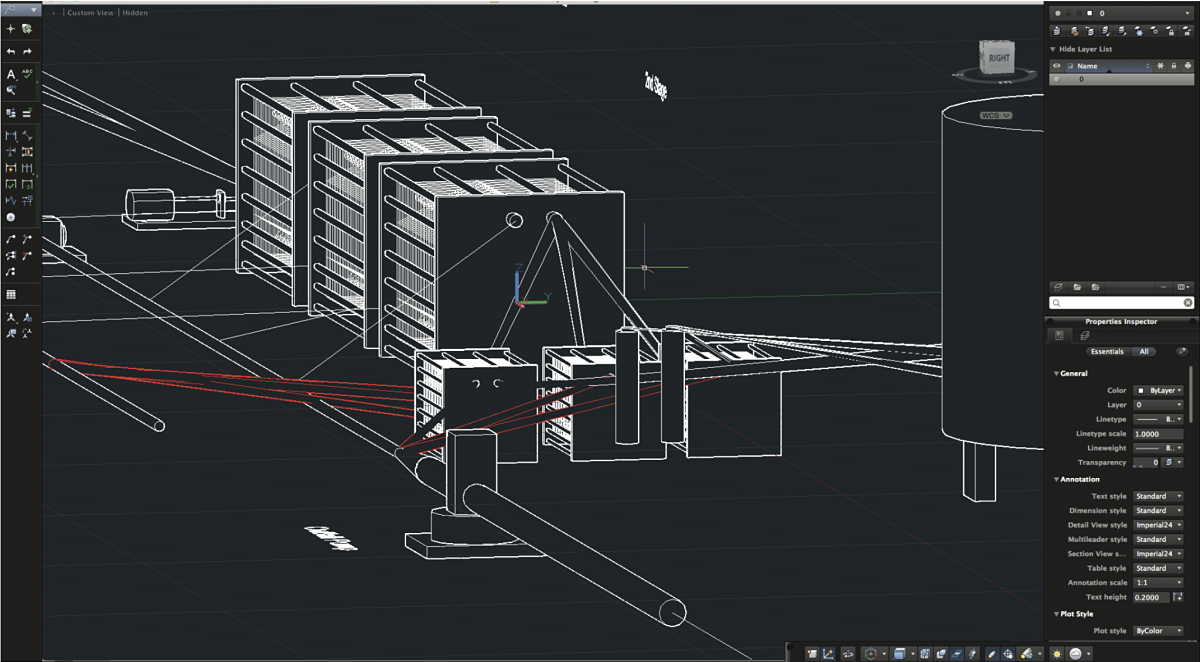 Custom View | Hidden
0
Hide Layer List
Name
0
2nd Stage
RIGHT
WCS
Z
Y
Properties Inspector
Essentials All
General
Color ByLayer
Layer 0
Linetype B..
Linetype scale 1.0000
Lineweight B..
Transparency 0
Annotation
Text style Standard
Dimension style Standard
Detail View style Imperial24
Multileader style Standard
Section View s... Imperial24
Table style Standard
Annotation scale 1:1
Text height 0.2000
Plot Style
Plot style ByColor
A ABC